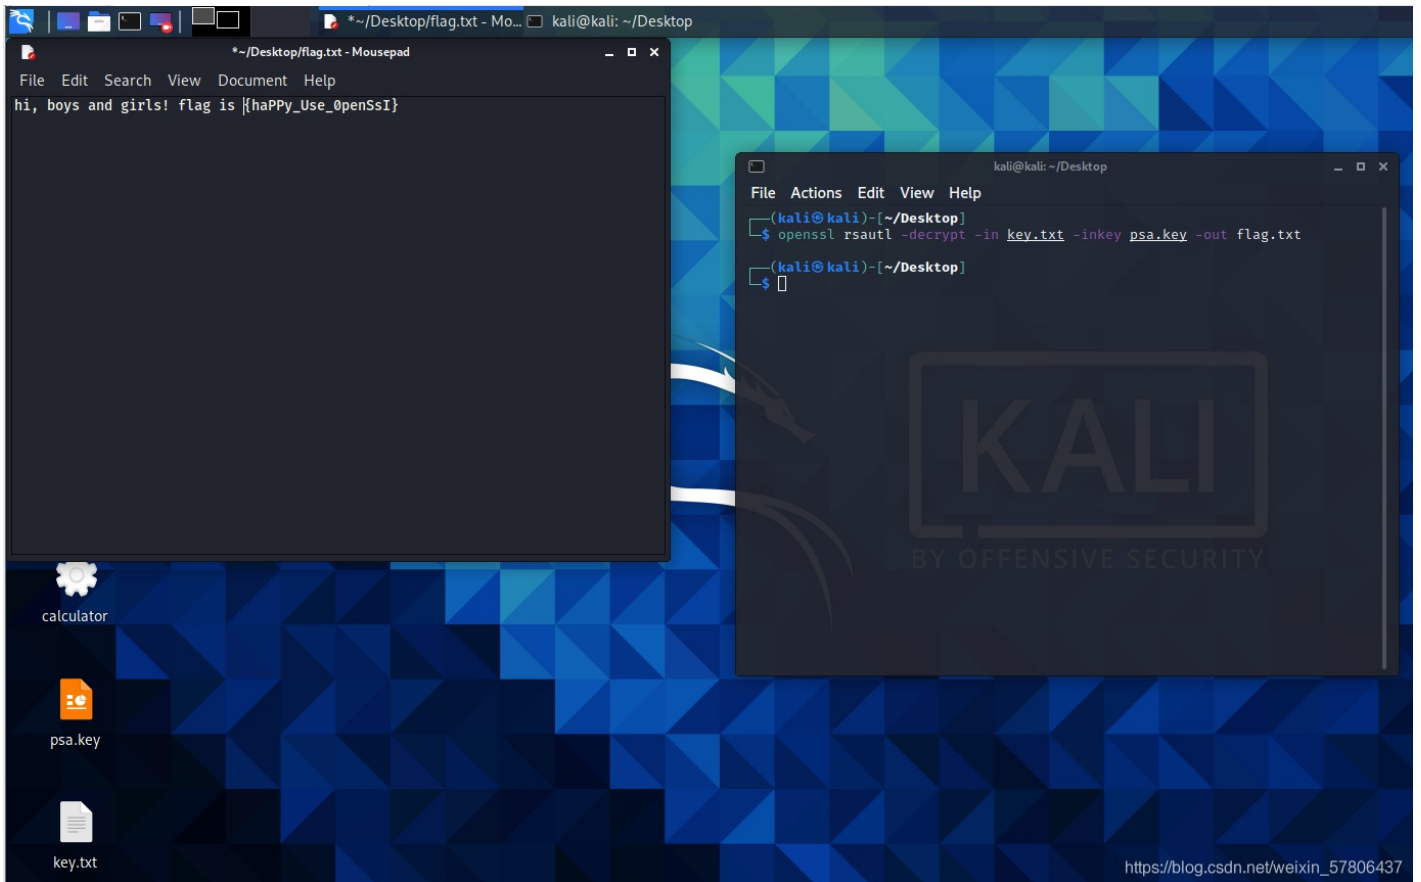 *~/Desktop/flag.txt - Mo... kali@kali: ~/Desktop
*~/Desktop/flag.txt - Mousepad
File Edit Search View Document Help
hi, boys and girls! flag is {haPPy_Use_0penSsI}
kali@kali: ~/Desktop
File Actions Edit View Help
(kali㉿kali)-[~/Desktop]
$ openssl rsautl -decrypt -in key.txt -inkey psa.key -out flag.txt
(kali㉿kali)-[~/Desktop]
$
KALI
BY OFFENSIVE SECURITY
calculator
psa.key
key.txt
https://blog.csdn.net/weixin_57806437